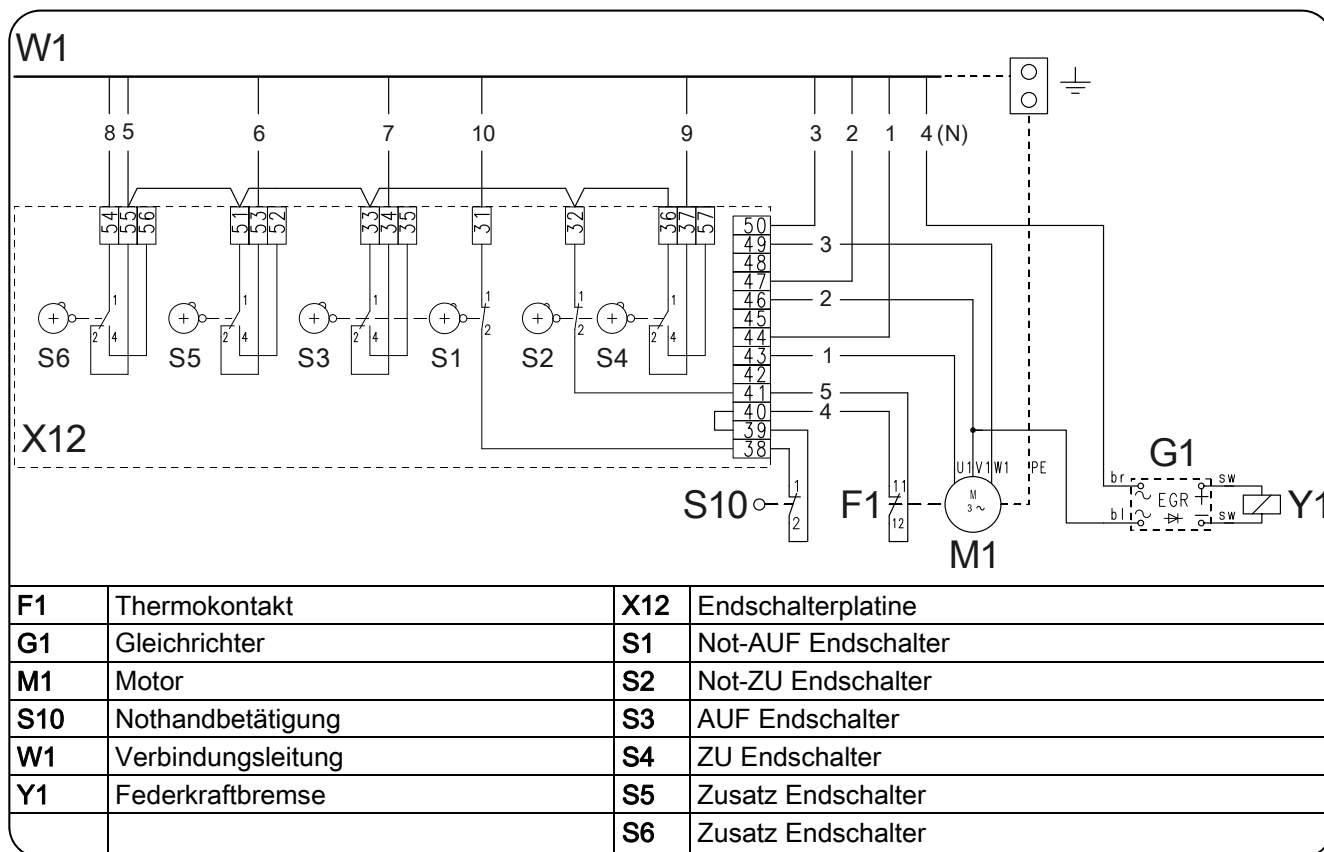 W1
8 5 6 7 10 9 3 2 1 4 (N)
54 55 56 51 53 52 33 34 35 31 32 36 37 57
50
49 3
48
47
46 2
45
44
43 1
42
41 5
40 4
39
38
1 1 1 1 1 1
2 4 2 4 2 4 2 2 2 4
S6 S5 S3 S1 S2 S4
X12
U1 V1 W1 PE
S10 1 2
F1 11 12
M 3 ~
M1
G1
br sw
EGR + Y1
bl − sw
F1 Thermokontakt X12 Endschalterplatine
G1 Gleichrichter S1 Not-AUF Endschalter
M1 Motor S2 Not-ZU Endschalter
S10 Nothandbetätigung S3 AUF Endschalter
W1 Verbindungsleitung S4 ZU Endschalter
Y1 Federkraftbremse S5 Zusatz Endschalter
S6 Zusatz Endschalter